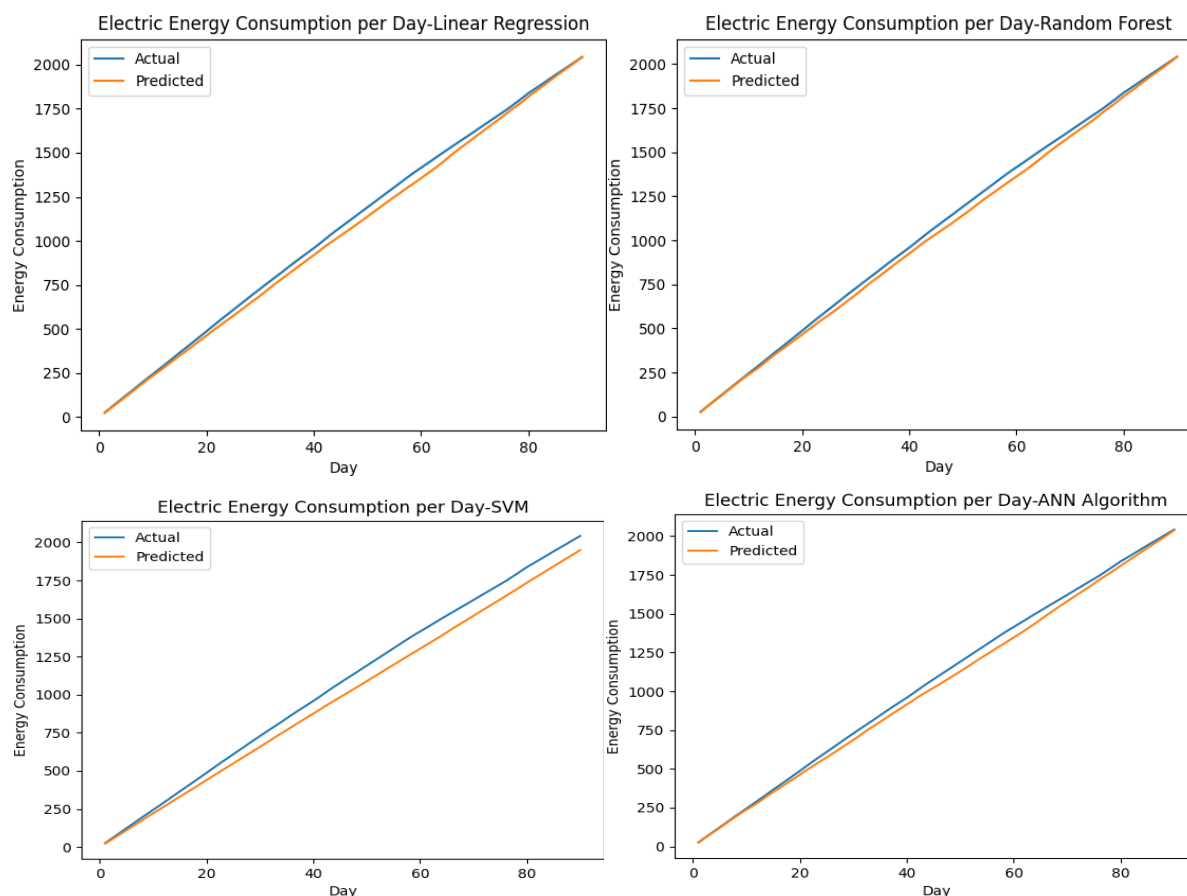 Electric Energy Consumption per Day-Linear Regression
Actual
Predicted
2000
1750
1500
1250
1000
750
500
250
0
Energy Consumption
0 20 40 60 80
Day
Electric Energy Consumption per Day-Random Forest
Actual
Predicted
2000
1750
1500
1250
1000
750
500
250
0
Energy Consumption
0 20 40 60 80
Day
Electric Energy Consumption per Day-SVM
Actual
Predicted
2000
1750
1500
1250
1000
750
500
250
0
Energy Consumption
0 20 40 60 80
Day
Electric Energy Consumption per Day-ANN Algorithm
Actual
Predicted
2000
1750
1500
1250
1000
750
500
250
0
Energy Consumption
0 20 40 60 80
Day